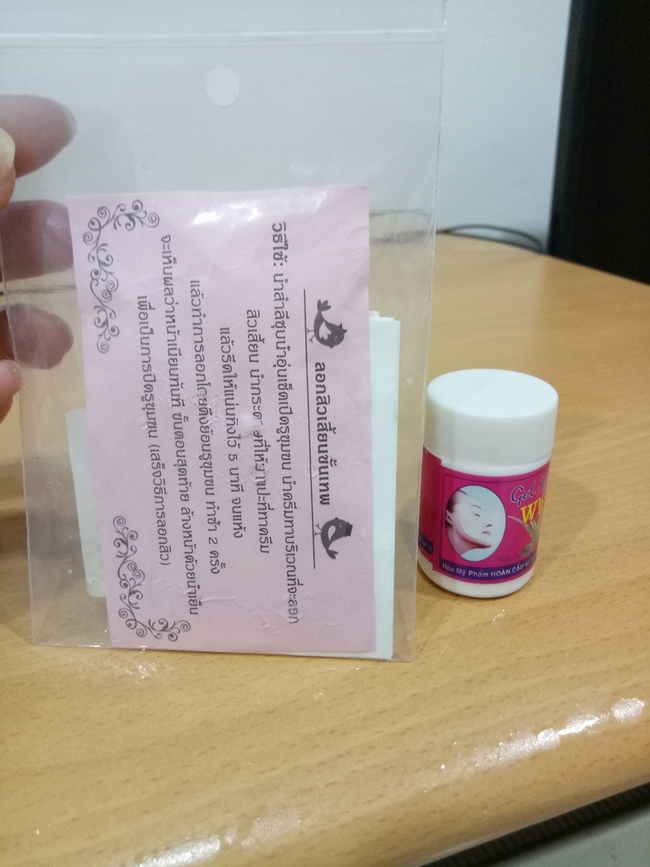 ลอกสิวเสี้ยนขั้นเทพ
วิธีใช้: นำสำลีชุบน้ำอุ่นเช็ดเปิดรูขุมขน นำครีมทาบริเวณที่จะลอก
สิวเสี้ยน นำกระดาษที่ให้มาแปะที่ทาครีม
แล้วรีดให้แน่นทิ้งไว้ 5 นาที จนแห้ง
แล้วทำการลอกโดยดึงย้อนรูขุมขน ทำซ้ำ 2 ครั้ง
จะเห็นผลว่าหน้าเนียนทันที ขั้นตอนสุดท้าย ล้างหน้าด้วยน้ำเย็น
เพื่อเป็นการปิดรูขุมขน (เสร็จวิธีการลอกสิว)
Gel
Hóa Mỹ Phẩm HOÀN CẦU